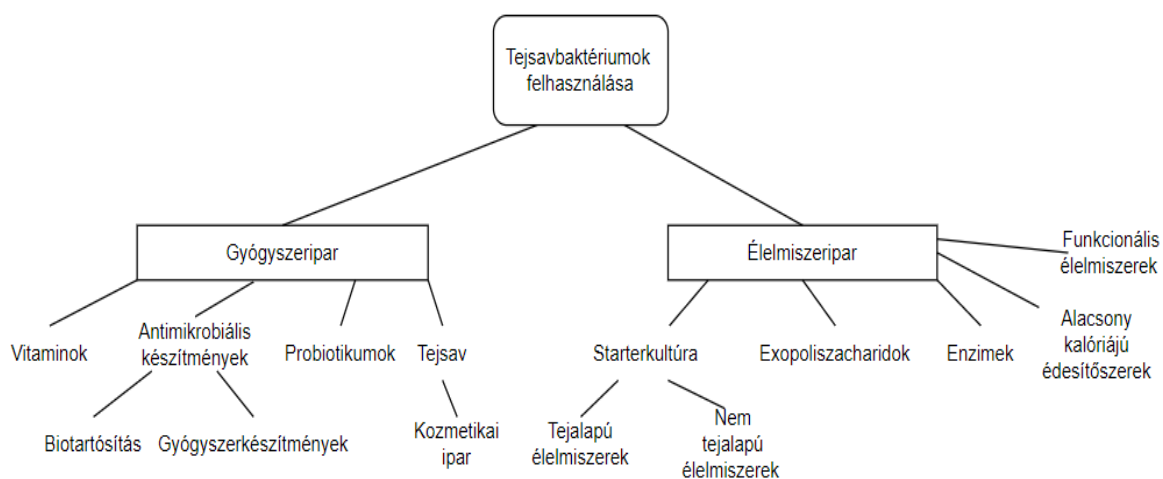 Tejsavbaktériumok
felhasználása
Gyógyszeripar
Élelmiszeripar
Funkcionális
élelmiszerek
Vitaminok
Antimikrobiális
készítmények
Probiotikumok
Tejsav
Starterkultúra
Exopoliszacharidok
Enzimek
Alacsony
kalóriájú
édesítőszerek
Biotartósítás
Gyógyszerkészítmények
Kozmetikai
ipar
Tejalapú
élelmiszerek
Nem
tejalapú
élelmiszerek